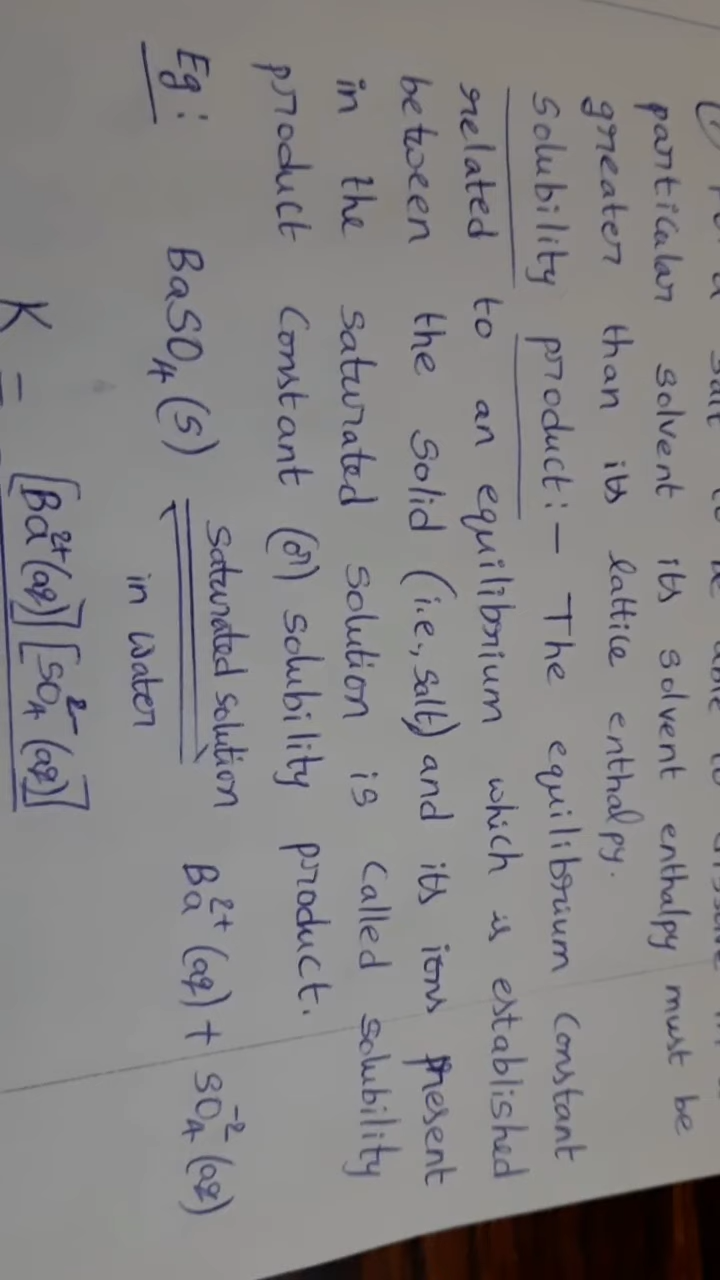 particular solvent its solvent enthalpy must be
greater than its lattice enthalpy.
Solubility product :- The equilibrium constant
related to an equilibrium which is established
between the solid (i.e., salt) and its ions present
in the saturated solution is called solubility
product constant (or) solubility product.
Eg: BaSO4 (s) Saturated solution in water Ba2+ (aq) + SO4-2 (aq)
K = [Ba2+(aq)] [SO42-(aq)]